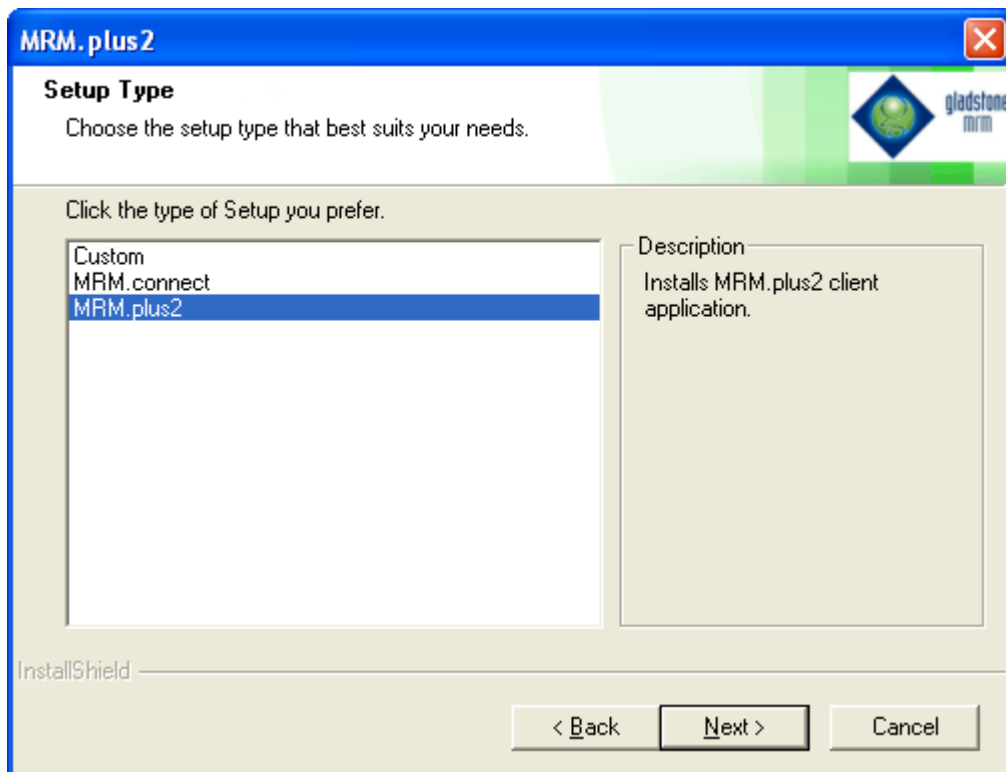 MRM.plus2
Setup Type
Choose the setup type that best suits your needs.
gladstone
mrm
Click the type of Setup you prefer.
Custom
MRM.connect
MRM.plus2
Description
Installs MRM.plus2 client
application.
InstallShield
< Back
Next >
Cancel